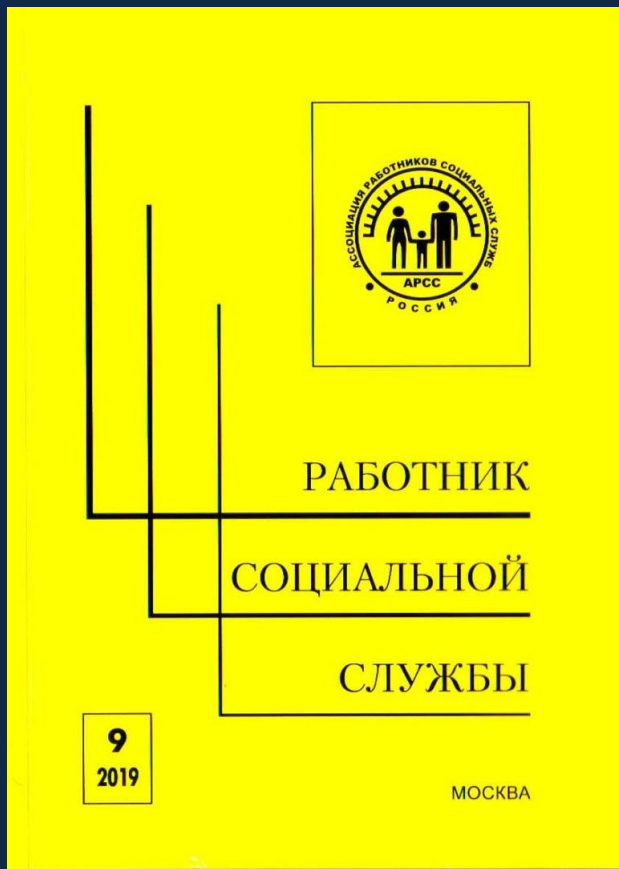 АССОЦИАЦИЯ РАБОТНИКОВ СОЦИАЛЬНЫХ СЛУЖБ
АРСС
РОССИЯ
РАБОТНИК
СОЦИАЛЬНОЙ
СЛУЖБЫ
9
2019
МОСКВА